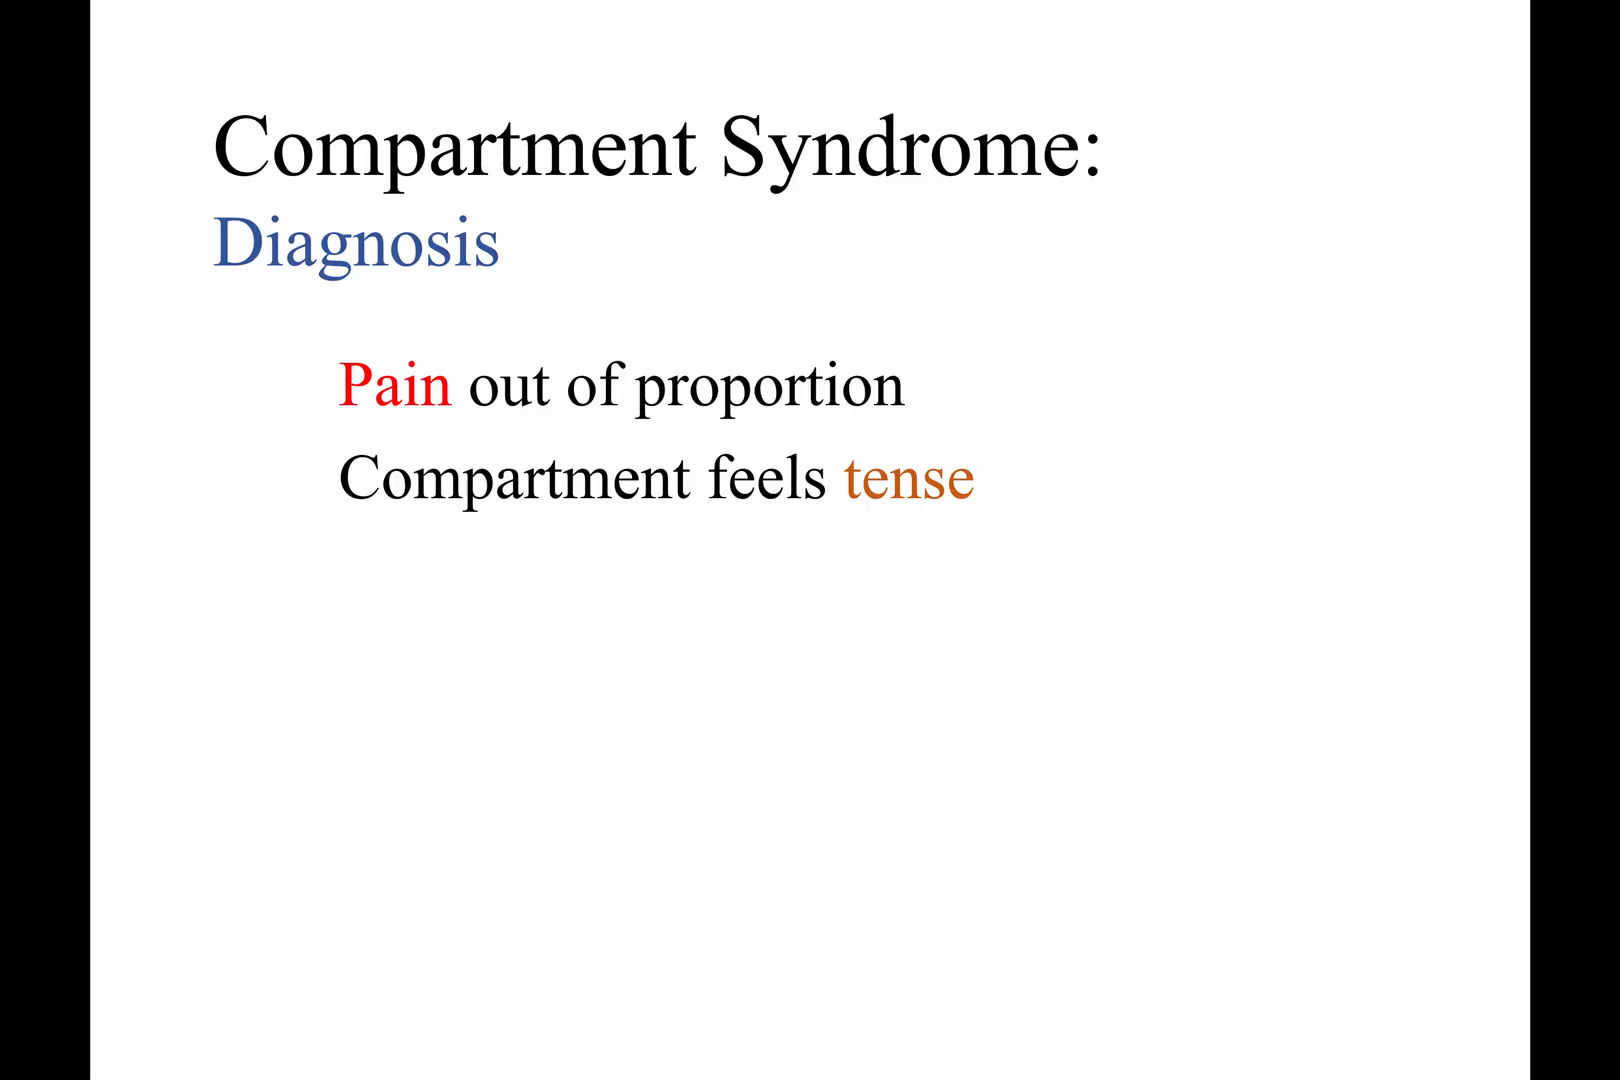 Compartment Syndrome:
Diagnosis
Pain out of proportion
Compartment feels tense